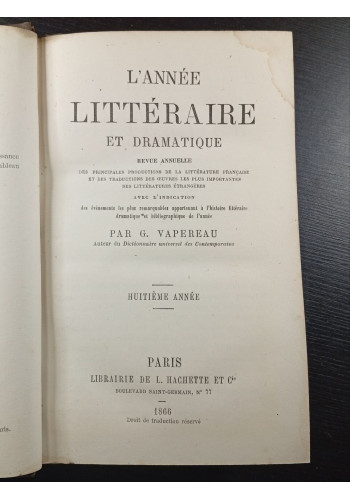 L'ANNÉE
LITTÉRAIRE
ET DRAMATIQUE
REVUE ANNUELLE
DES PRINCIPALES PRODUCTIONS DE LA LITTÉRATURE FRANÇAISE
ET DES TRADUCTIONS DES ŒUVRES LES PLUS IMPORTANTES
DES LITTÉRATURES ÉTRANGÈRES
AVEC L'INDICATION
des événements les plus remarquables appartenant à l'histoire littéraire
dramatique et bibliographique de l'année
PAR G. VAPEREAU
AUTEUR du Dictionnaire universel des Contemporains
HUITIÈME ANNÉE
PARIS
LIBRAIRIE DE L. HACHETTE ET Cie
BOULEVARD SAINT-GERMAIN, N° 77
1866
Droit de traduction réservé